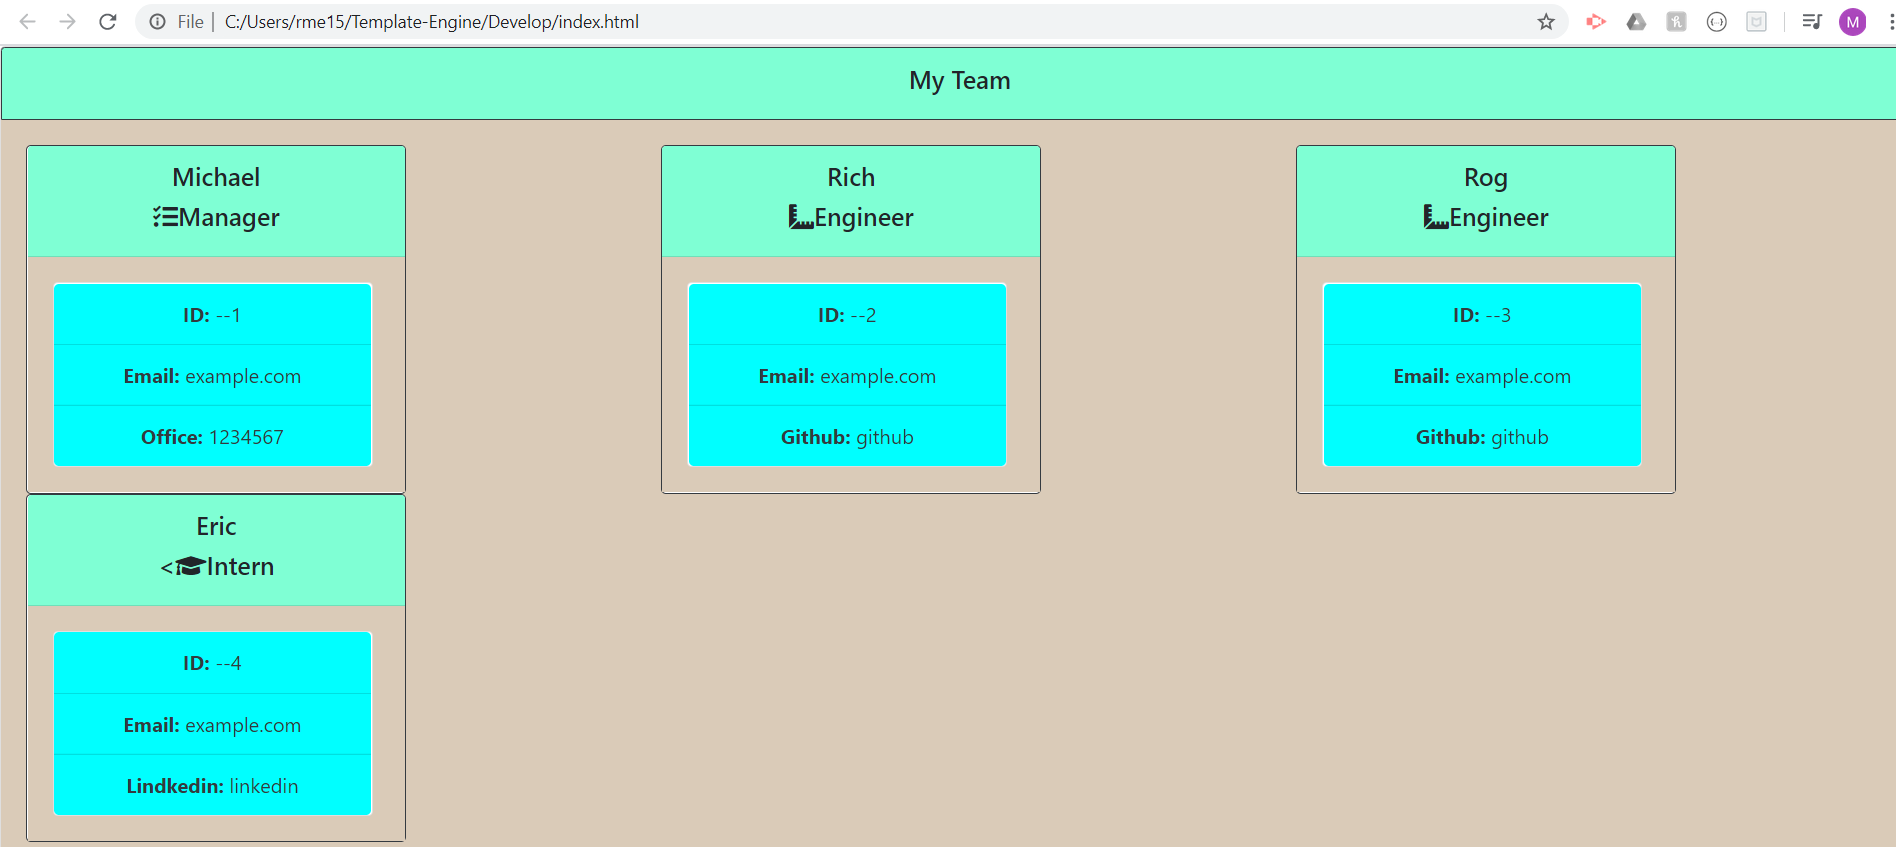 File | C:/Users/rme15/Template-Engine/Develop/index.html
M
My Team
Michael
Manager
ID: --1
Email: example.com
Office: 1234567
Rich
Engineer
ID: --2
Email: example.com
Github: github
Rog
Engineer
ID: --3
Email: example.com
Github: github
Eric
<Intern
ID: --4
Email: example.com
Lindkedin: linkedin